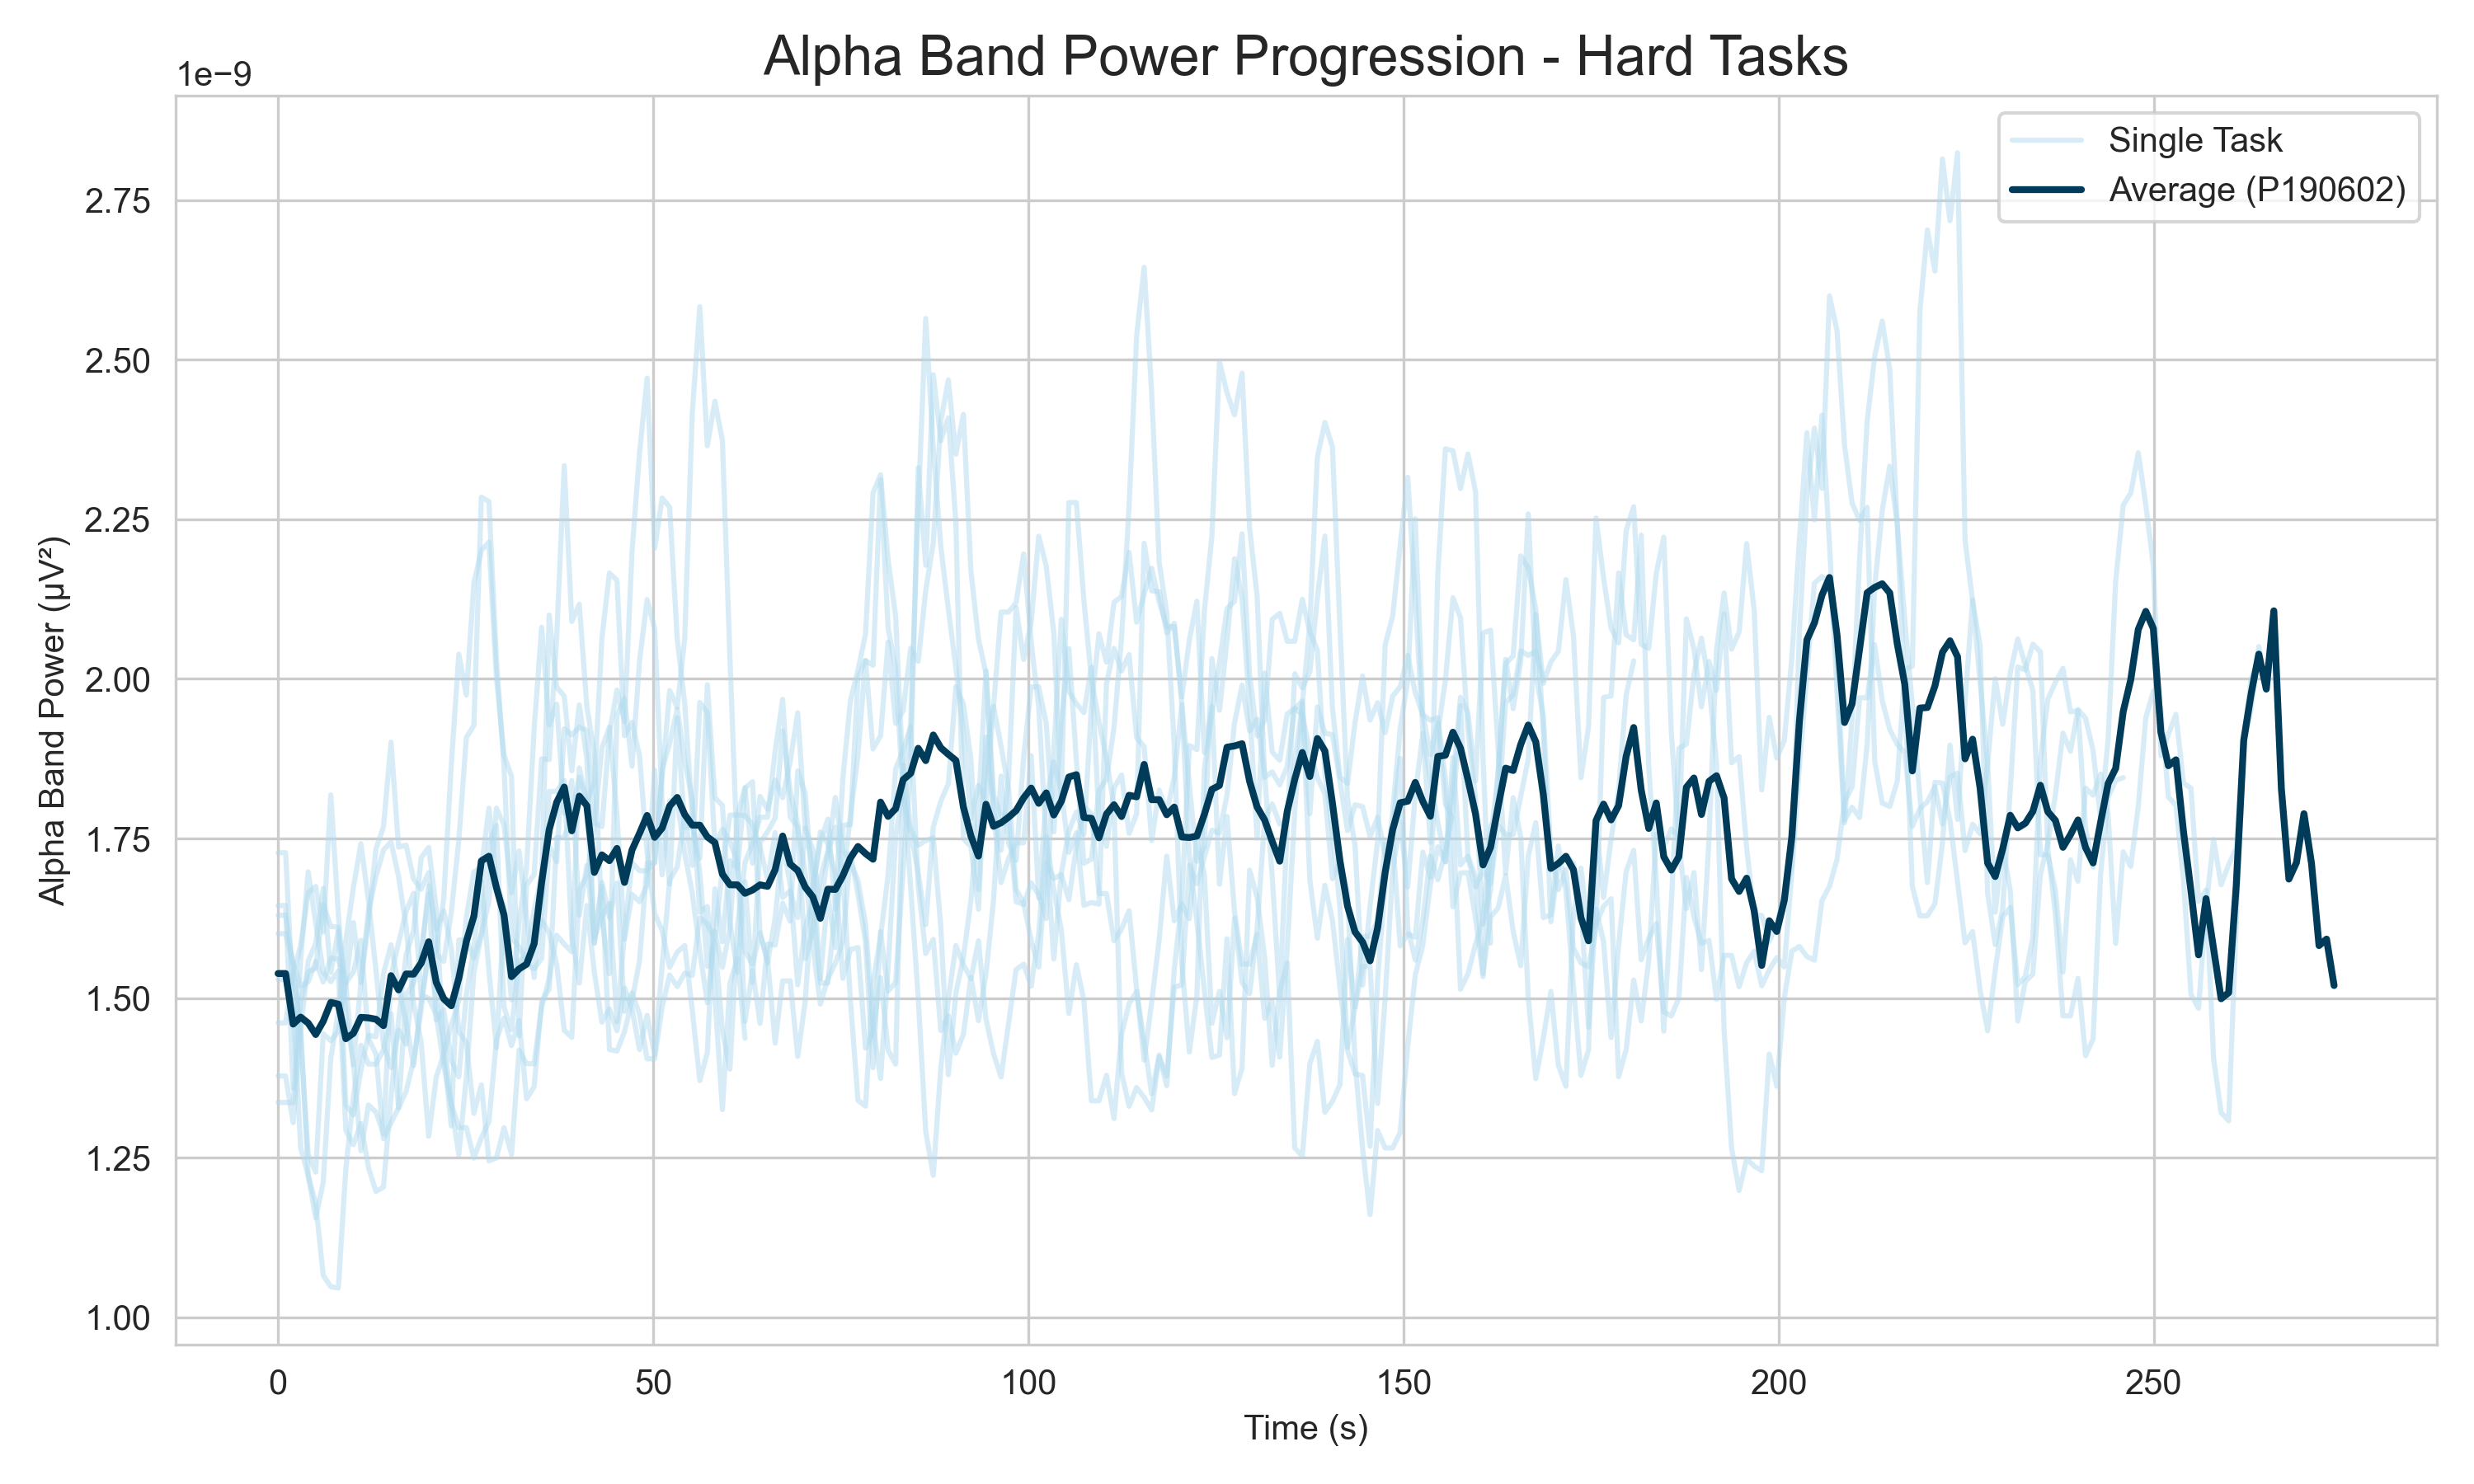 Alpha Band Power Progression - Hard Tasks
1e−9
Single Task
Average (P190602)
Alpha Band Power (µV²)
2.75
2.50
2.25
2.00
1.75
1.50
1.25
1.00
0 50 100 150 200 250
Time (s)